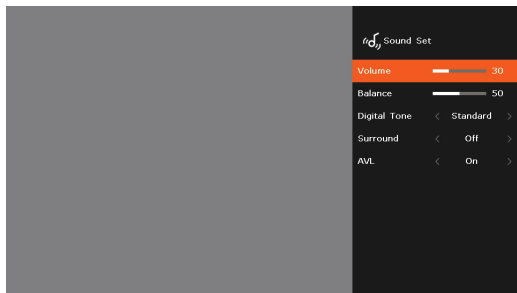 Sound Set
Volume 30
Balance 50
Digital Tone < Standard >
Surround < Off >
AVL < On >